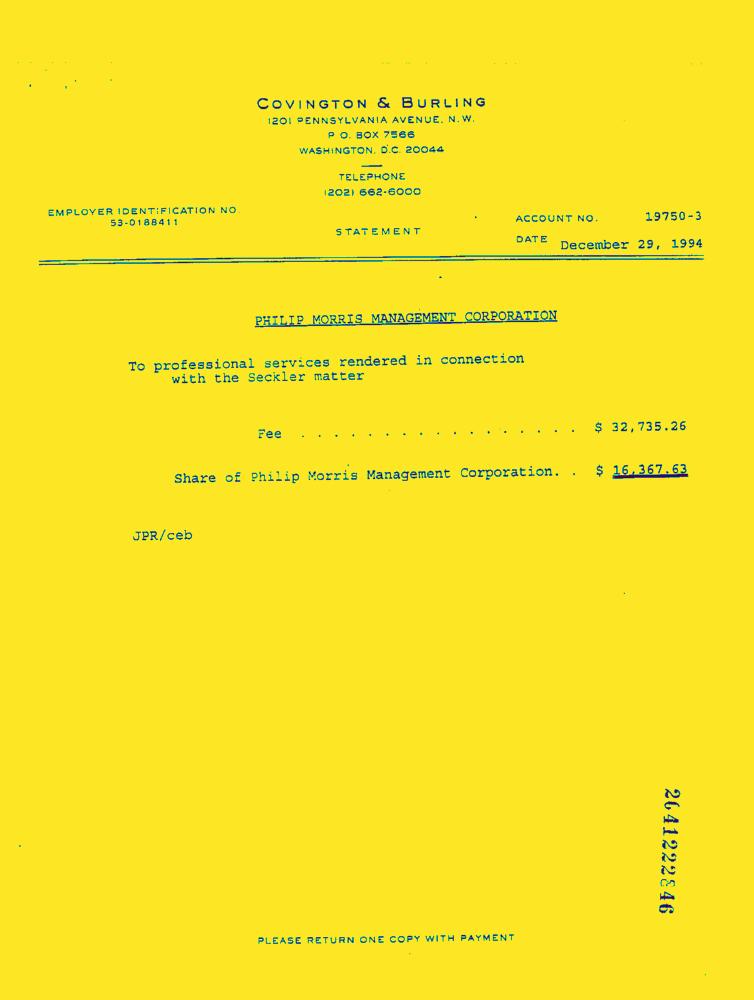 COVINGTON & BURLING
1201 PENNSYLVANIA AVENUE, N.W.
P O. BOX 7566
WASHINGTON, D.C. 20044
TELEPHONE
(202) 662-6000
EMPLOYER IDENTIFICATION NO.
53-0188411
STATEMENT
ACCOUNT NO. 19750-3
DATE December 29, 1994
PHILIP MORRIS MANAGEMENT CORPORATION
To professional services rendered in connection
with the Seckler matter
Fee . . . . . . . . . . . . . . . . . $ 32,735.26
Share of Philip Morris Management Corporation. . $ 16,367.63
JPR/ceb
2041222846
PLEASE RETURN ONE COPY WITH PAYMENT